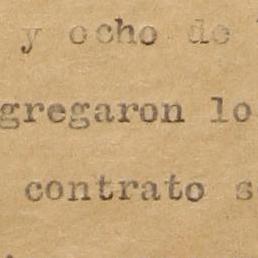 y ocho de
gregaron lo
contrato s